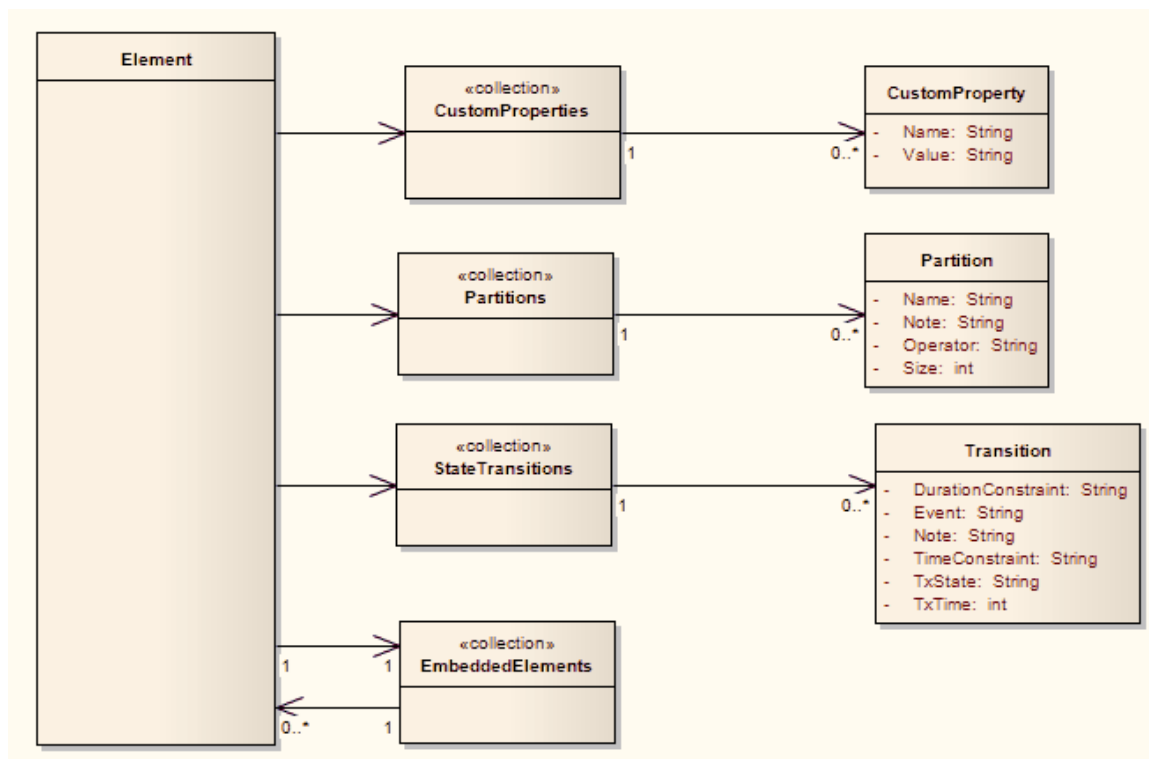 Element
«collection»
CustomProperties
1
0..*
CustomProperty
- Name: String
- Value: String
«collection»
Partitions
1
0..*
Partition
- Name: String
- Note: String
- Operator: String
- Size: int
«collection»
StateTransitions
1
0..*
Transition
- DurationConstraint: String
- Event: String
- Note: String
- TimeConstraint: String
- TxState: String
- TxTime: int
«collection»
EmbeddedElements
1
1
0..*
1